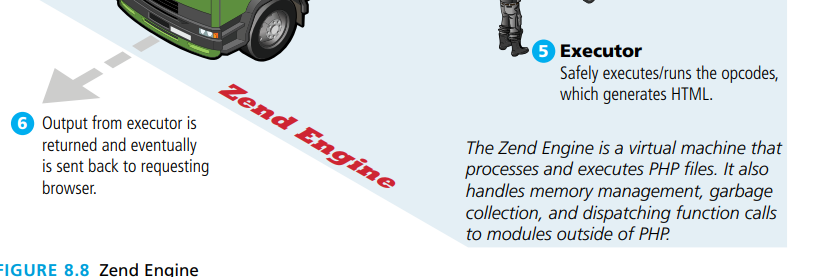 5 Executor
Safely executes/runs the opcodes,
which generates HTML.
Zend Engine
6 Output from executor is
returned and eventually
is sent back to requesting
browser.
The Zend Engine is a virtual machine that
processes and executes PHP files. It also
handles memory management, garbage
collection, and dispatching function calls
to modules outside of PHP.
FIGURE 8.8 Zend Engine